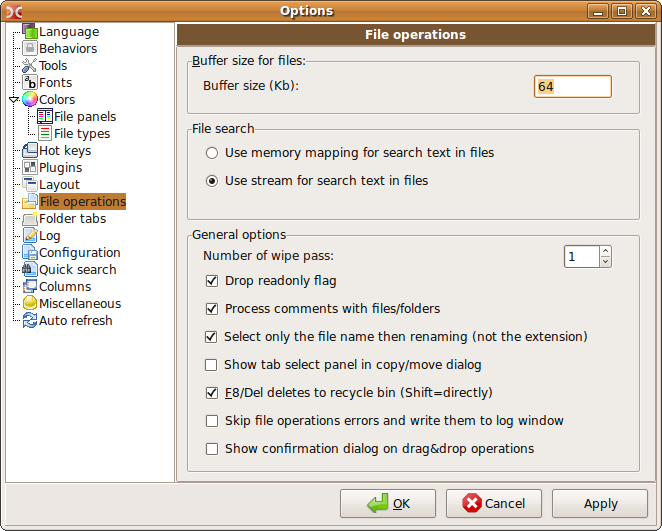 Options
Language
Behaviors
Tools
Fonts
Colors
File panels
File types
Hot keys
Plugins
Layout
File operations
Folder tabs
Log
Configuration
Quick search
Columns
Miscellaneous
Auto refresh
File operations
Buffer size for files:
Buffer size (Kb): 64
File search
Use memory mapping for search text in files
Use stream for search text in files
General options
Number of wipe pass: 1
Drop readonly flag
Process comments with files/folders
Select only the file name then renaming (not the extension)
Show tab select panel in copy/move dialog
F8/Del deletes to recycle bin (Shift=directly)
Skip file operations errors and write them to log window
Show confirmation dialog on drag&drop operations
OK Cancel Apply